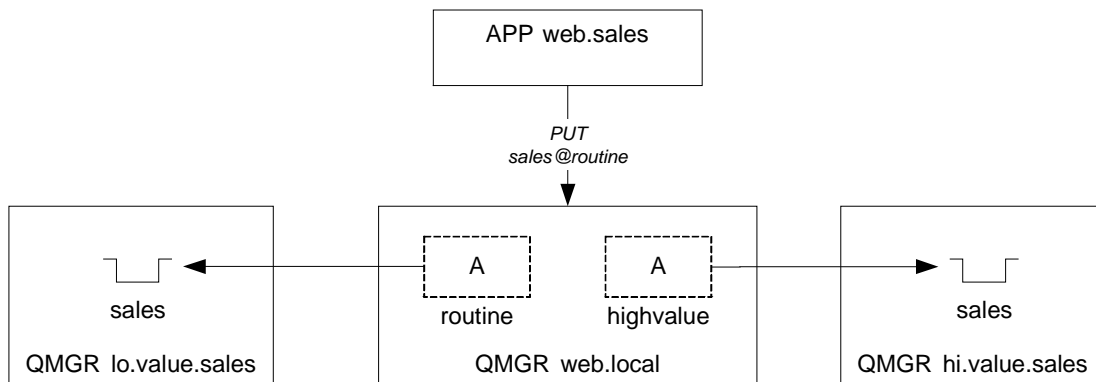 APP web.sales
PUT
sales@routine
A
A
sales
routine
highvalue
sales
QMGR lo.value.sales
QMGR web.local
QMGR hi.value.sales